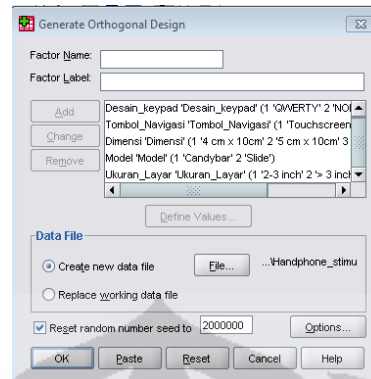 Generate Orthogonal Design
Factor Name:
Factor Label:
Add
Change
Remove
Desain_keypad 'Desain_keypad' (1 'QWERTY' 2 'NO
Tombol_Navigasi 'Tombol_Navigasi' (1 'Touchscreen
Dimensi 'Dimensi' (1 '4 cm x 10cm' 2 '5 cm x 10cm' 3
Model 'Model' (1 'Candybar' 2 'Slide')
Ukuran_Layar 'Ukuran_Layar' (1 '2-3 inch' 2 '> 3 inch
Define Values...
Data File
Create new data file
File...
...\Handphone_stimu
Replace working data file
Reset random number seed to
2000000
Options...
OK
Paste
Reset
Cancel
Help